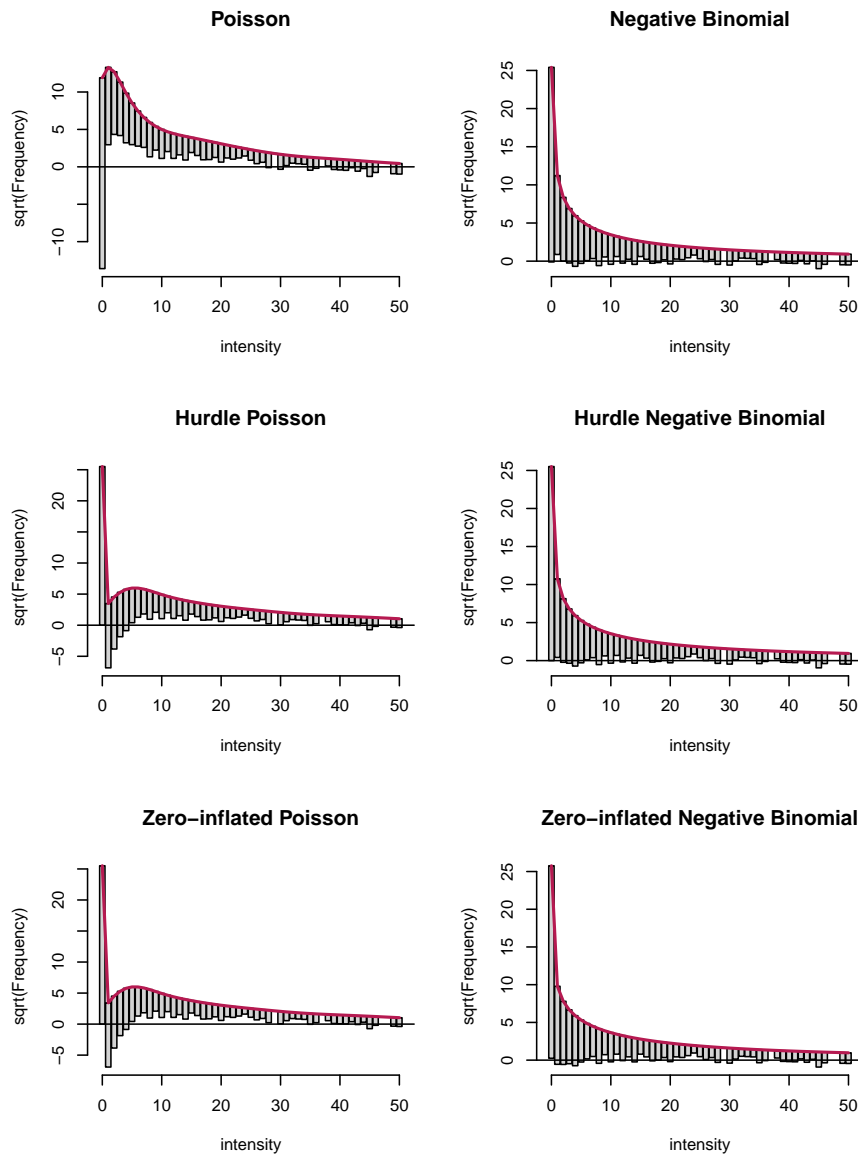 Poisson
sqrt(Frequency)
10
5
0
−10
0 10 20 30 40 50
intensity
Negative Binomial
sqrt(Frequency)
25
20
15
10
5
0
0 10 20 30 40 50
intensity
Hurdle Poisson
sqrt(Frequency)
20
10
5
0
−5
0 10 20 30 40 50
intensity
Hurdle Negative Binomial
sqrt(Frequency)
25
20
15
10
5
0
0 10 20 30 40 50
intensity
Zero−inflated Poisson
sqrt(Frequency)
20
10
5
0
−5
0 10 20 30 40 50
intensity
Zero−inflated Negative Binomial
sqrt(Frequency)
25
20
15
10
5
0
0 10 20 30 40 50
intensity